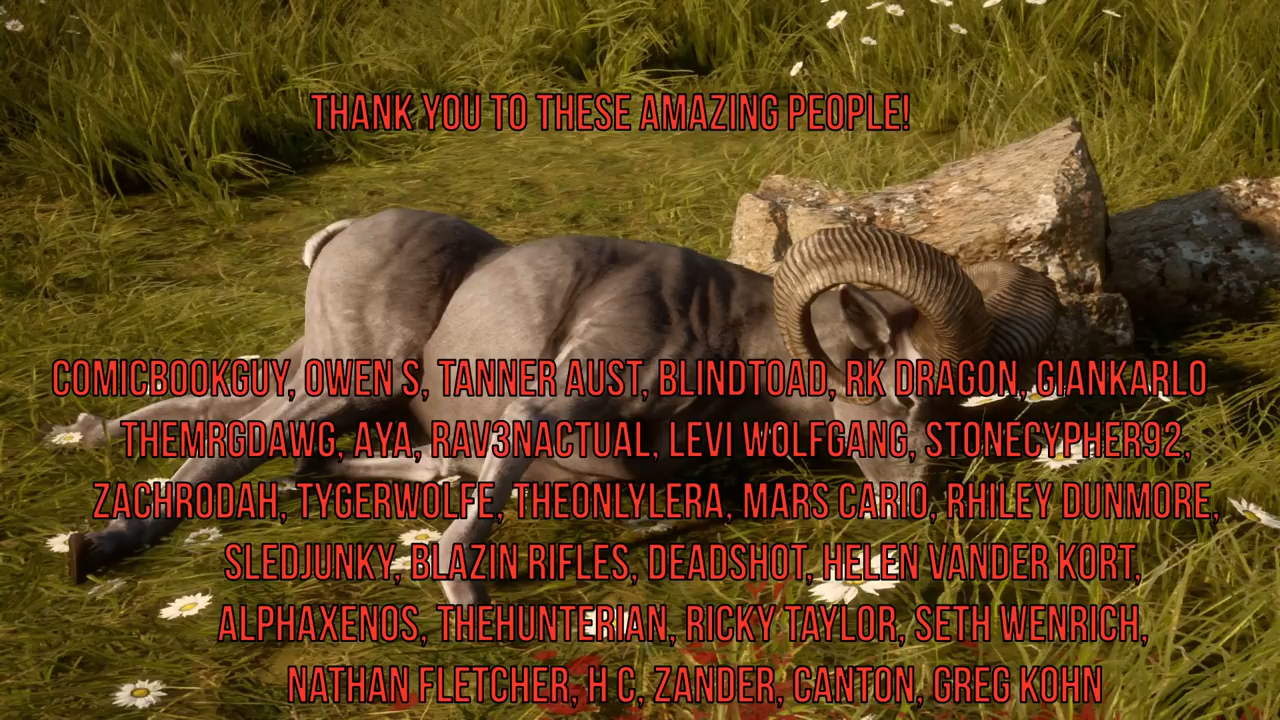 THANK YOU TO THESE AMAZING PEOPLE!
COMICBOOKGUY, OWEN S, TANNER AUST, BLINDTOAD, RK DRAGON, GIANKARLO
THEMRGDAWG, AYA, RAV3NACTUAL, LEVI WOLFGANG, STONECYPHER92,
ZACHRODAH, TYGERWOLFE, THEONLYLERA, MARS CARIO, RHILEY DUNMORE,
SLEDJUNKY, BLAZIN RIFLES, DEADSHOT, HELEN VANDER KORT,
ALPHAXENOS, THEHUNTERIAN, RICKY TAYLOR, SETH WENRICH,
NATHAN FLETCHER, H C, ZANDER, CANTON, GREG KOHN